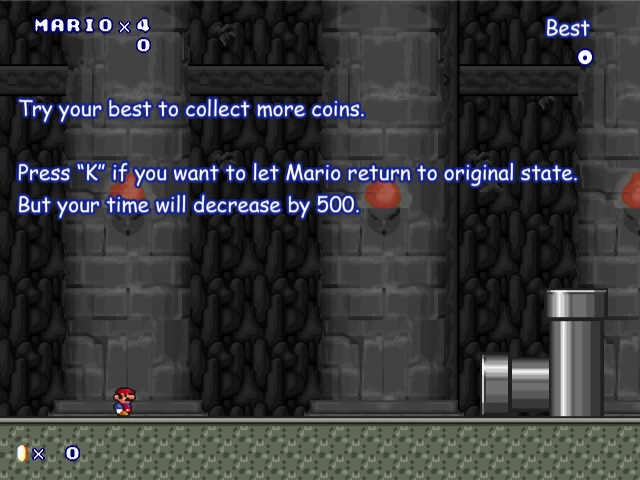 MARIO × 4
0
Best
0
Try your best to collect more coins.
Press “K” if you want to let Mario return to original state.
But your time will decrease by 500.
× 0